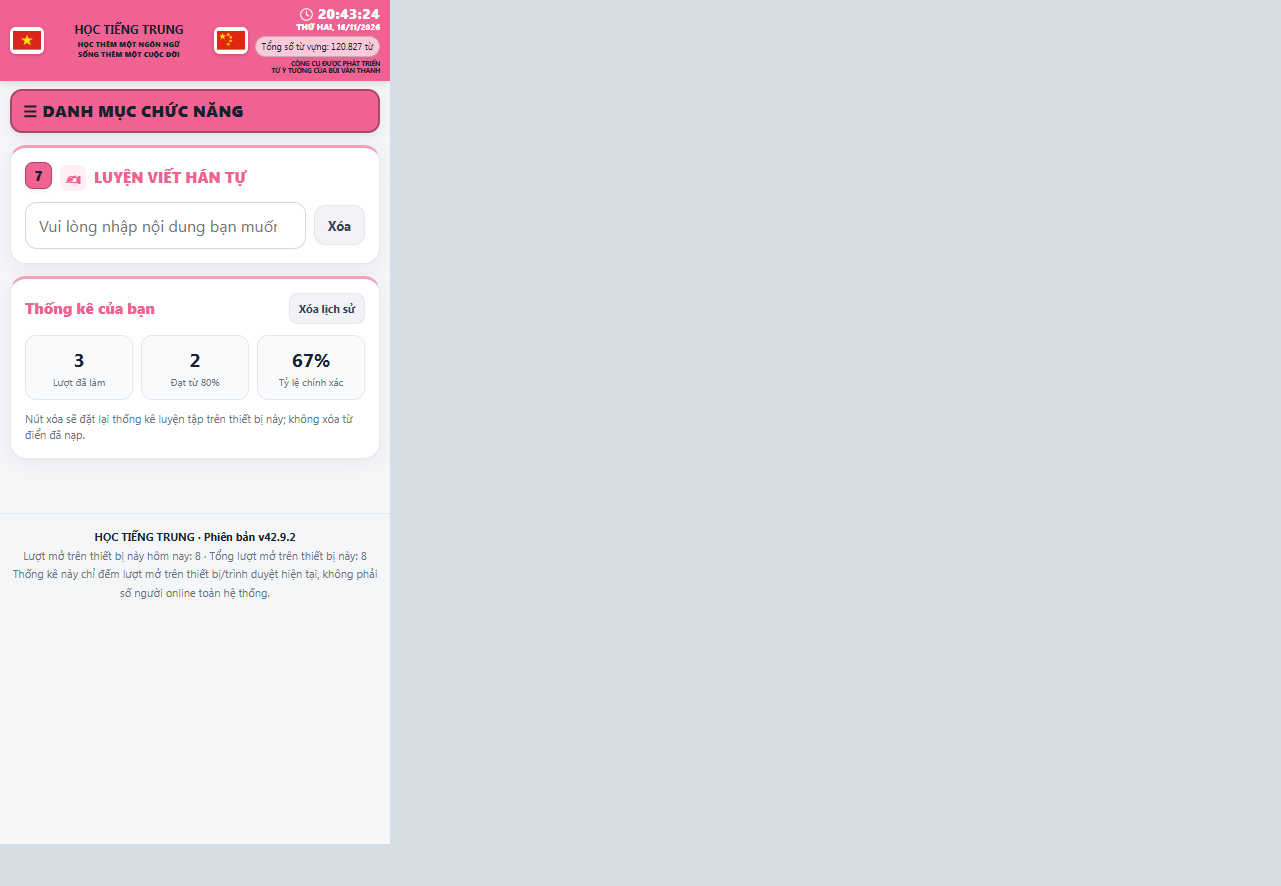 HỌC TIẾNG TRUNG
HỌC THÊM MỘT NGÔN NGỮ
SỐNG THÊM MỘT CUỘC ĐỜI
20:43:24
THỨ HAI, 16/11/2026
Tổng số từ vựng: 120.827 từ
CÔNG CỤ ĐƯỢC PHÁT TRIỂN
TỪ Ý TƯỞNG CỦA BÙI VĂN THANH
☰ DANH MỤC CHỨC NĂNG
7 ✍ LUYỆN VIẾT HÁN TỰ
Vui lòng nhập nội dung bạn muốn
Xóa
Thống kê của bạn
Xóa lịch sử
3
Lượt đã làm
2
Đạt từ 80%
67%
Tỷ lệ chính xác
Nút xóa sẽ đặt lại thống kê luyện tập trên thiết bị này; không xóa từ
điển đã nạp.
HỌC TIẾNG TRUNG · Phiên bản v42.9.2
Lượt mở trên thiết bị này hôm nay: 8 · Tổng lượt mở trên thiết bị này: 8
Thống kê này chỉ đếm lượt mở trên thiết bị/trình duyệt hiện tại, không phải
số người online toàn hệ thống.